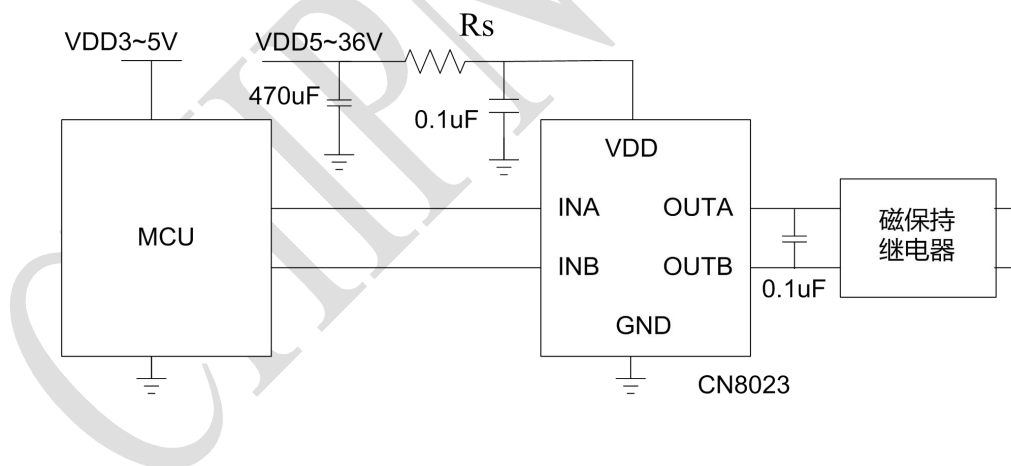 Rs
VDD3~5V
VDD5~36V
470uF
0.1uF
VDD
INA
OUTA
MCU
INB
OUTB
磁保持
继电器
0.1uF
GND
CN8023